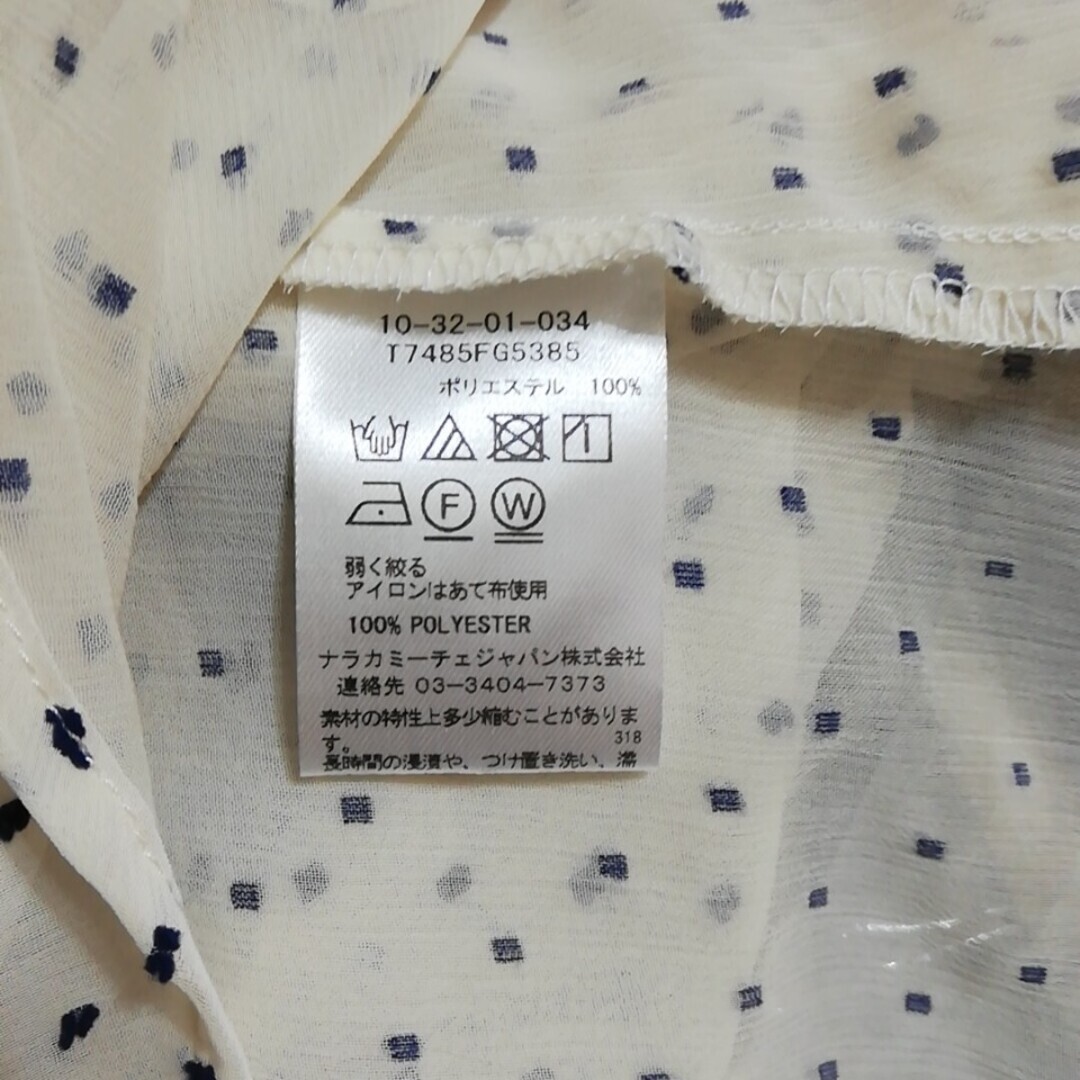 10-32-01-034
T7485FG5385
ポリエステル 100%
F W
弱く絞る
アイロンはあて布使用
100% POLYESTER
ナラカミーチェジャパン株式会社
連絡先 03-3404-7373
素材の特性上多少縮むことがありま
す。
318
長時間の浸漬や、つけ置き洗い、濡